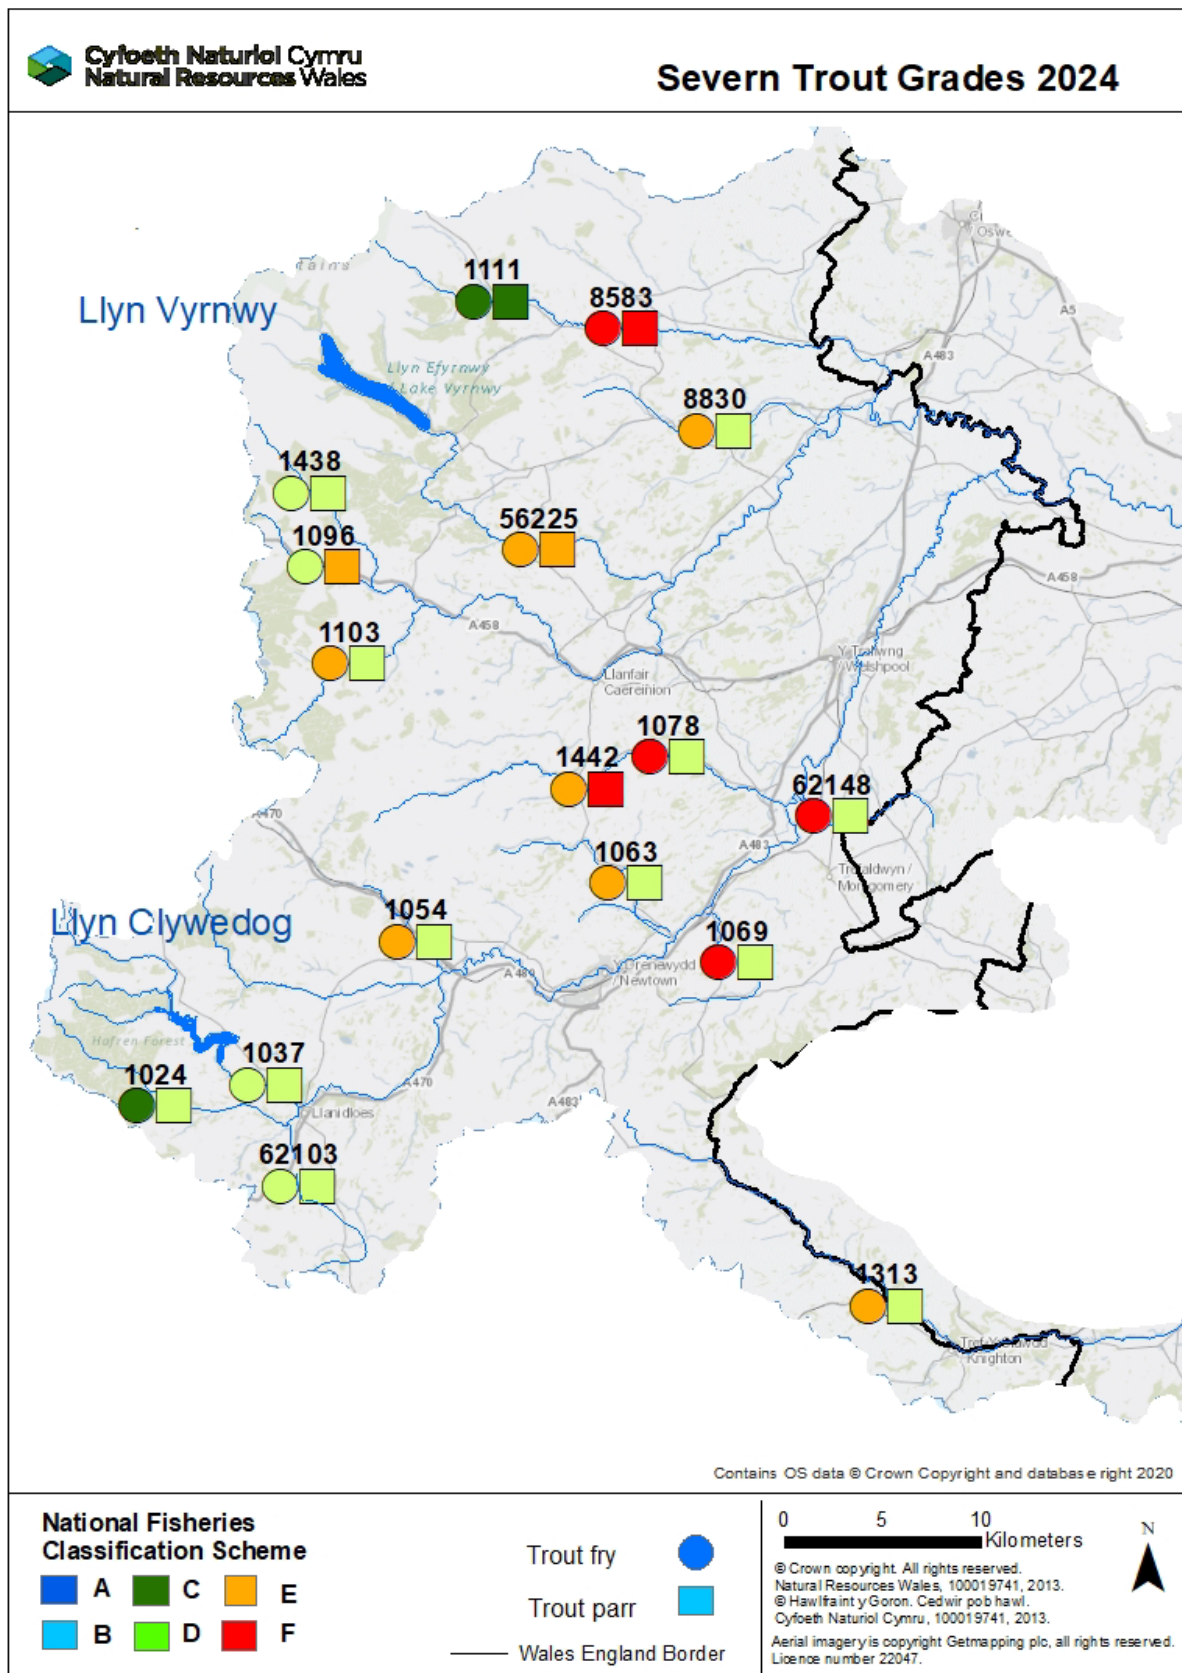 Cyfoeth Naturiol Cymru
Natural Resources Wales
Severn Trout Grades 2024
Llyn Vyrnwy
1111
8583
A5
A483
Llyn Efyrnwy
Lake Vyrnwy
8830
1438
56225
1096
A458
A458
1103
Y Trallwng
/ Welshpool
Llanfair
Caereinion
1078
1442
62148
A470
A483
1063
Trefaldwyn /
Montgomery
Llyn Clywedog
1054
1069
Y Drenewydd
/ Newtown
Hafren Forest
1037
1024
A470
A483
Llanidloes
62103
1313
Knighton
Contains OS data © Crown Copyright and database right 2020
National Fisheries
Classification Scheme
A C E
B D F
Trout fry
Trout parr
Wales England Border
0 5 10
Kilometers
N
© Crown copyright. All rights reserved.
Natural Resources Wales, 100019741, 2013.
© Hawlfraint y Goron. Cedwir pob hawl.
Cyfoeth Naturiol Cymru, 100019741, 2013.
Aerial imagery is copyright Getmapping plc, all rights reserved.
Licence number 22047.